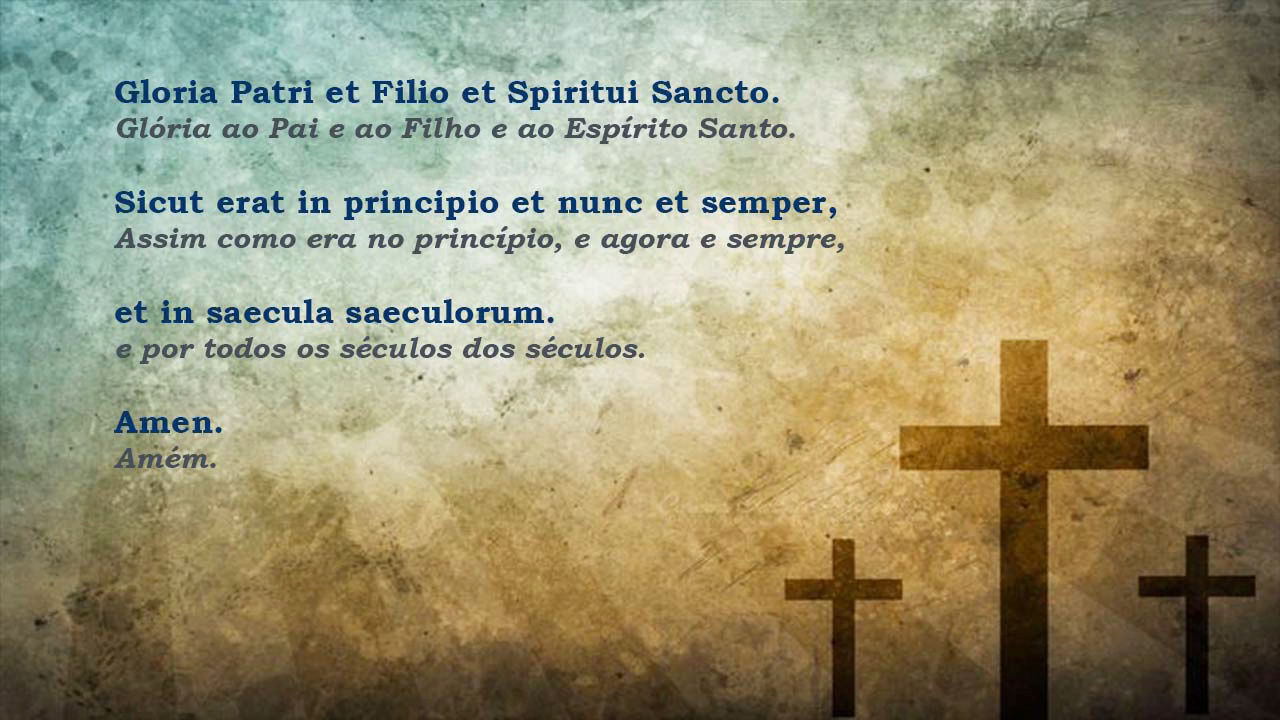 Gloria Patri et Filio et Spiritui Sancto.
Glória ao Pai e ao Filho e ao Espírito Santo.
Sicut erat in principio et nunc et semper,
Assim como era no princípio, e agora e sempre,
et in saecula saeculorum.
e por todos os séculos dos séculos.
Amen.
Amém.